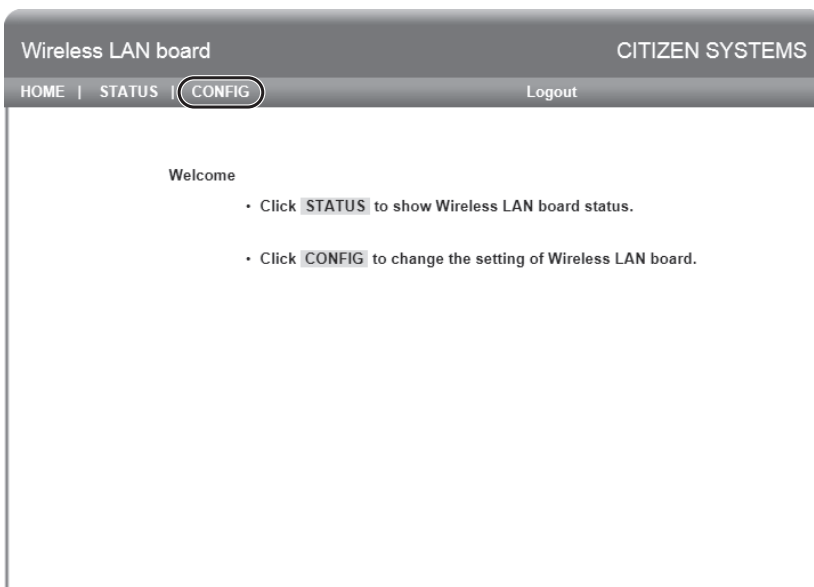 Wireless LAN board CITIZEN SYSTEMS
HOME | STATUS | CONFIG Logout
Welcome
• Click STATUS to show Wireless LAN board status.
• Click CONFIG to change the setting of Wireless LAN board.